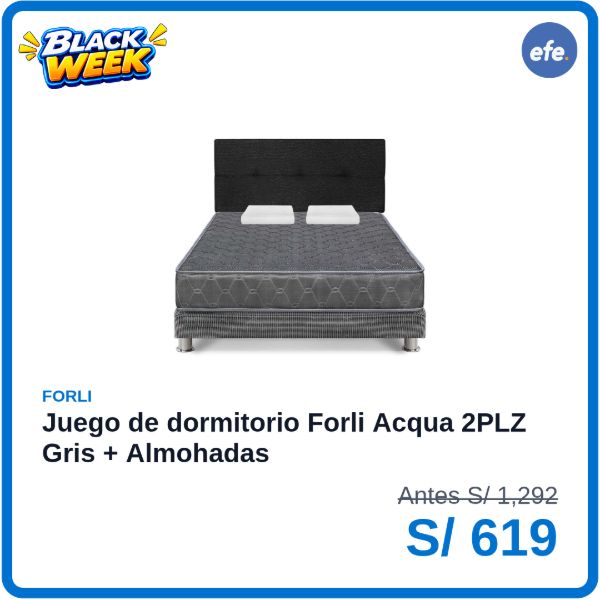 BLACK
WEEK
efe.
FORLI
Juego de dormitorio Forli Acqua 2PLZ
Gris + Almohadas
Antes S/ 1,292
S/ 619